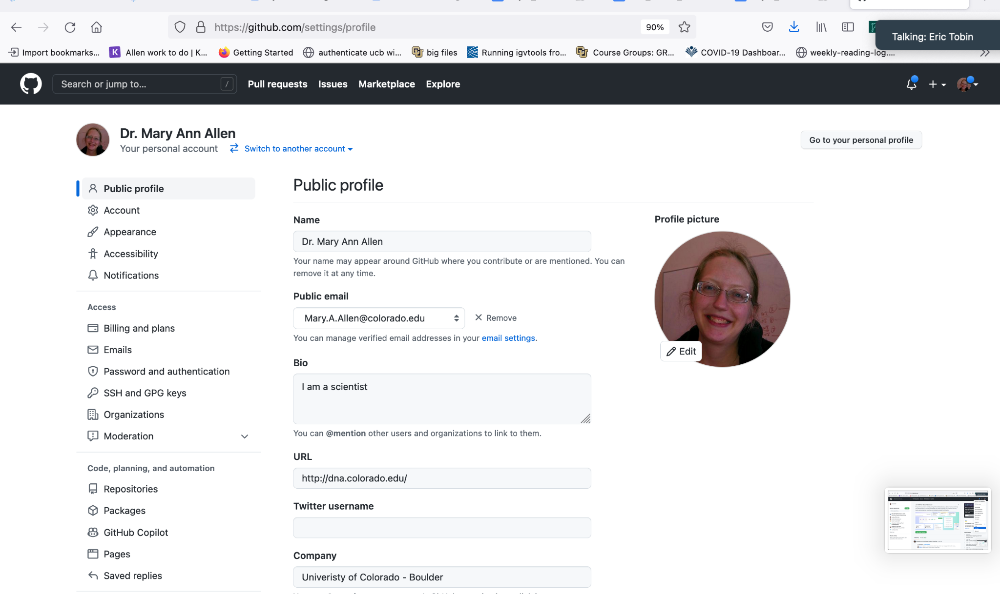 https://github.com/settings/profile
90%
Talking: Eric Tobin
Import bookmarks...
K
Allen work to do | K...
Getting Started
authenticate ucb wi...
big files
Running igvtools fro...
Course Groups: GR...
COVID-19 Dashboar...
weekly-reading-log....
Search or jump to...
/
Pull requests
Issues
Marketplace
Explore
Dr. Mary Ann Allen
Your personal account
Switch to another account
Go to your personal profile
Public profile
Account
Appearance
Accessibility
Notifications
Access
Billing and plans
Emails
Password and authentication
SSH and GPG keys
Organizations
Moderation
Code, planning, and automation
Repositories
Packages
GitHub Copilot
Pages
Saved replies
Public profile
Name
Dr. Mary Ann Allen
Your name may appear around GitHub where you contribute or are mentioned. You can
remove it at any time.
Public email
Mary.A.Allen@colorado.edu
Remove
You can manage verified email addresses in your email settings.
Bio
I am a scientist
You can @mention other users and organizations to link to them.
URL
http://dna.colorado.edu/
Twitter username
Company
Univeristy of Colorado - Boulder
Profile picture
Edit